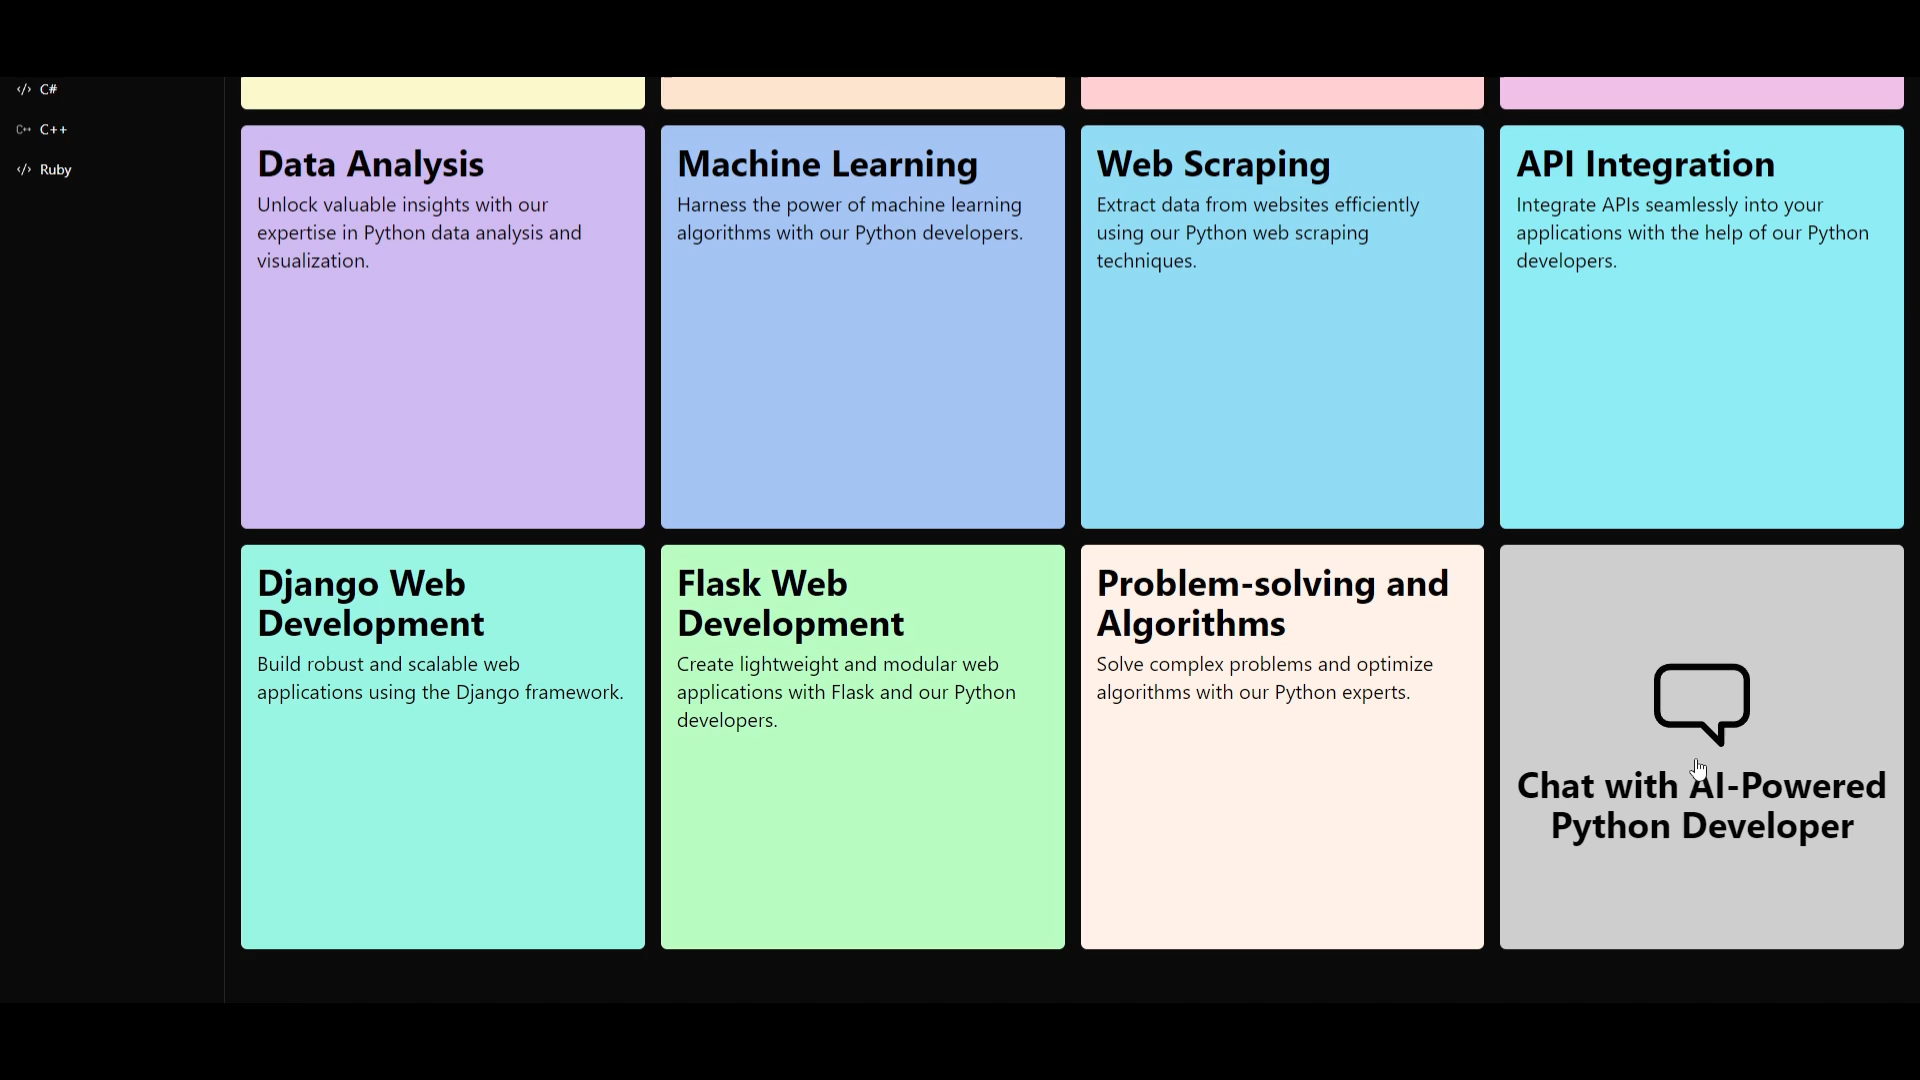 </> C#
C++ C++
</> Ruby
Data Analysis
Unlock valuable insights with our
expertise in Python data analysis and
visualization.
Machine Learning
Harness the power of machine learning
algorithms with our Python developers.
Web Scraping
Extract data from websites efficiently
using our Python web scraping
techniques.
API Integration
Integrate APIs seamlessly into your
applications with the help of our Python
developers.
Django Web
Development
Build robust and scalable web
applications using the Django framework.
Flask Web
Development
Create lightweight and modular web
applications with Flask and our Python
developers.
Problem-solving and
Algorithms
Solve complex problems and optimize
algorithms with our Python experts.
Chat with AI-Powered
Python Developer